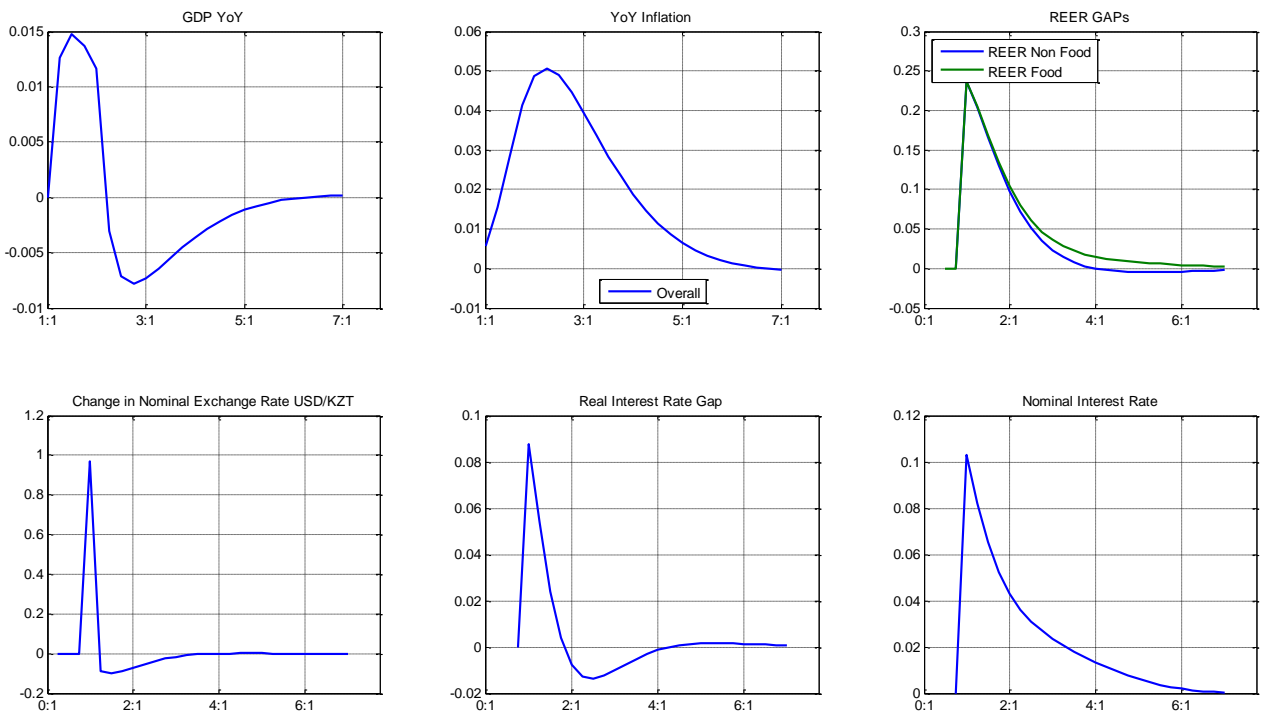 GDP YoY
0.015
0.01
0.005
0
-0.005
-0.01
1:1 3:1 5:1 7:1
YoY Inflation
0.06
0.05
0.04
0.03
0.02
0.01
0
-0.01
Overall
1:1 3:1 5:1 7:1
REER GAPs
0.3
0.25
0.2
0.15
0.1
0.05
0
-0.05
REER Non Food
REER Food
0:1 2:1 4:1 6:1
Change in Nominal Exchange Rate USD/KZT
1.2
1
0.8
0.6
0.4
0.2
0
-0.2
0:1 2:1 4:1 6:1
Real Interest Rate Gap
0.1
0.08
0.06
0.04
0.02
0
-0.02
0:1 2:1 4:1 6:1
Nominal Interest Rate
0.12
0.1
0.08
0.06
0.04
0.02
0
0:1 2:1 4:1 6:1